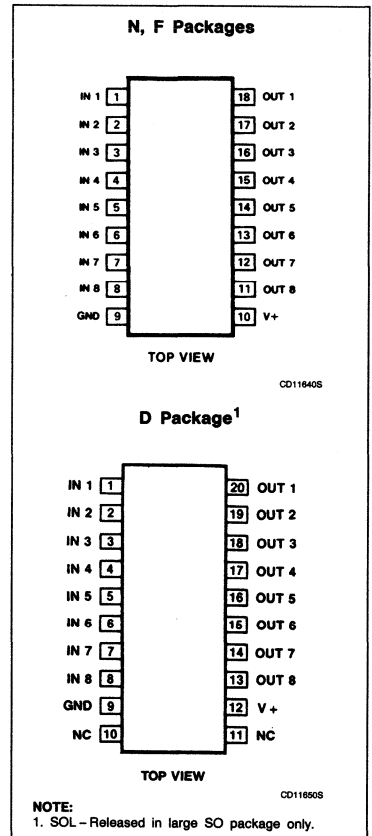 N, F Packages
IN 1 1 18 OUT 1
IN 2 2 17 OUT 2
IN 3 3 16 OUT 3
IN 4 4 15 OUT 4
IN 5 5 14 OUT 5
IN 6 6 13 OUT 6
IN 7 7 12 OUT 7
IN 8 8 11 OUT 8
GND 9 10 V+
TOP VIEW
CD11640S
D Package1
IN 1 1 20 OUT 1
IN 2 2 19 OUT 2
IN 3 3 18 OUT 3
IN 4 4 17 OUT 4
IN 5 5 16 OUT 5
IN 6 6 15 OUT 6
IN 7 7 14 OUT 7
IN 8 8 13 OUT 8
GND 9 12 V+
NC 10 11 NC
TOP VIEW
CD11650S
NOTE:
1. SOL – Released in large SO package only.